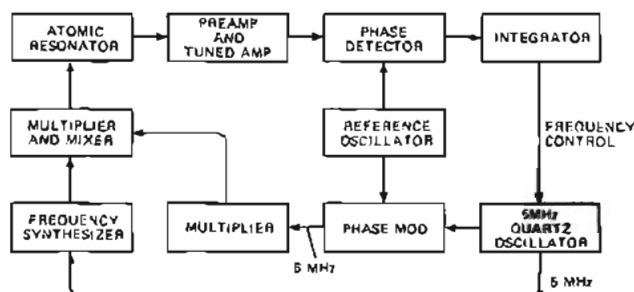 ATOMIC
RESONATOR
PREAMP
AND
TUNED AMP
PHASE
DETECTOR
INTEGRATOR
MULTIPLIER
AND MIXER
REFERENCE
OSCILLATOR
FREQUENCY
CONTROL
FREQUENCY
SYNTHESIZER
MULTIPLIER
PHASE MOD
5MHz
QUARTZ
OSCILLATOR
5 MHz
5 MHz